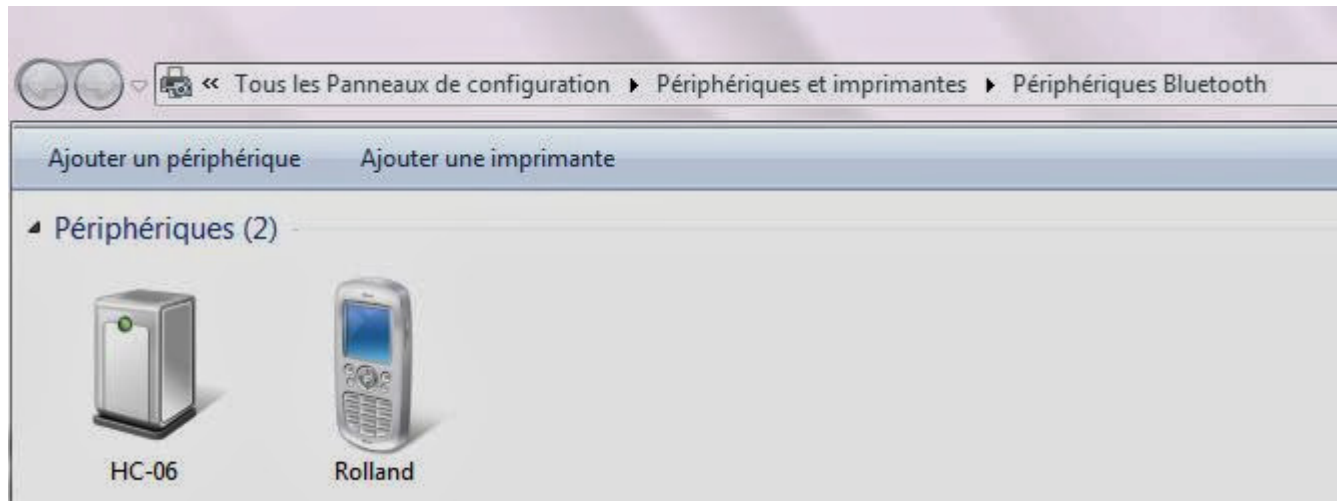 « Tous les Panneaux de configuration ▸ Périphériques et imprimantes ▸ Périphériques Bluetooth
Ajouter un périphérique Ajouter une imprimante
Périphériques (2)
HC-06 Rolland